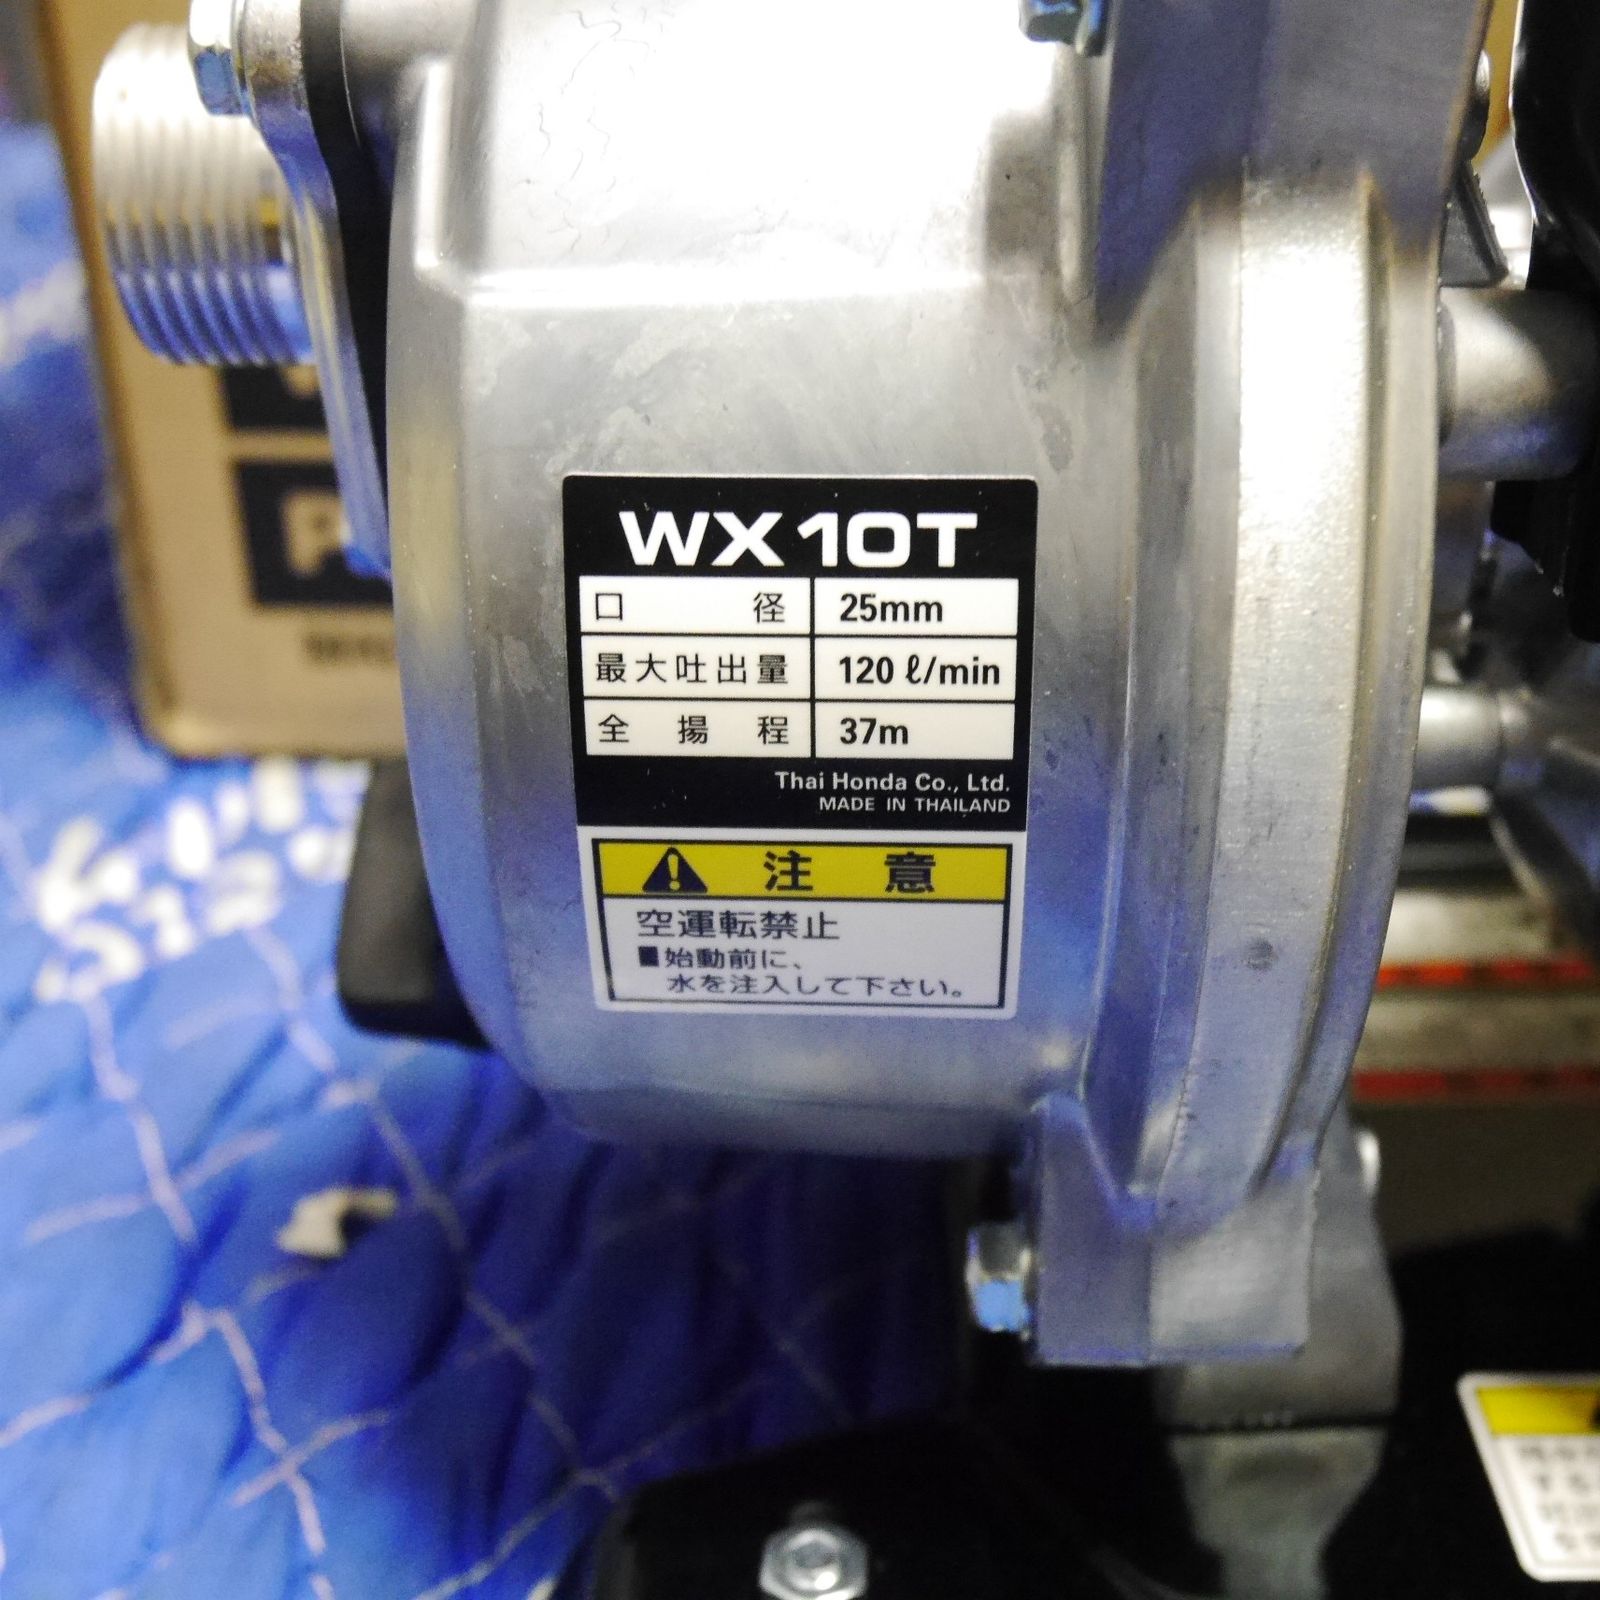 WX10T
口径 25mm
最大吐出量 120 ℓ/min
全揚程 37m
Thai Honda Co., Ltd.
MADE IN THAILAND
注意
空運転禁止
■始動前に、
水を注入して下さい。